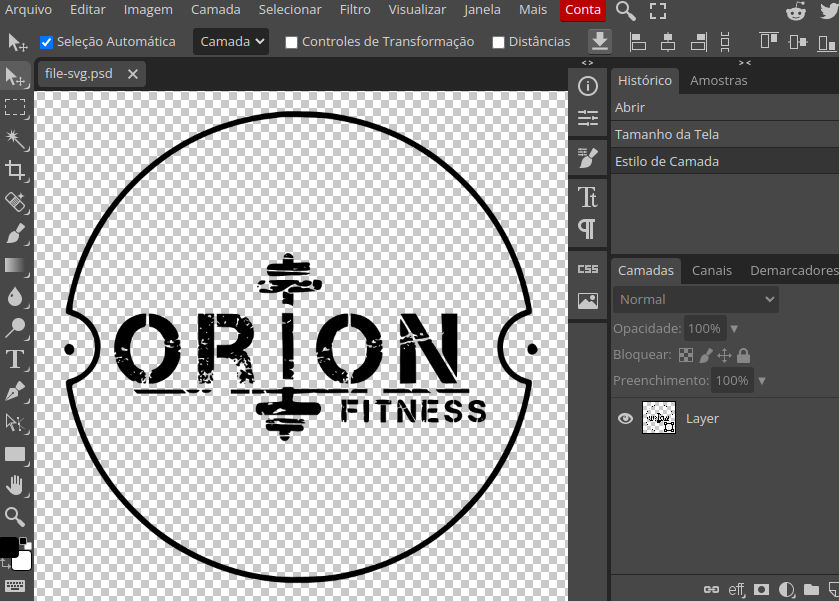 Arquivo Editar Imagem Camada Selecionar Filtro Visualizar Janela Mais Conta
Seleção Automática Camada Controles de Transformação Distâncias
file-svg.psd
Histórico Amostras
Abrir
Tamanho da Tela
Estilo de Camada
ORION
FITNESS
CSS
Camadas Canais Demarcadores
Normal
Opacidade: 100%
Bloquear:
Preenchimento: 100%
Layer
eff